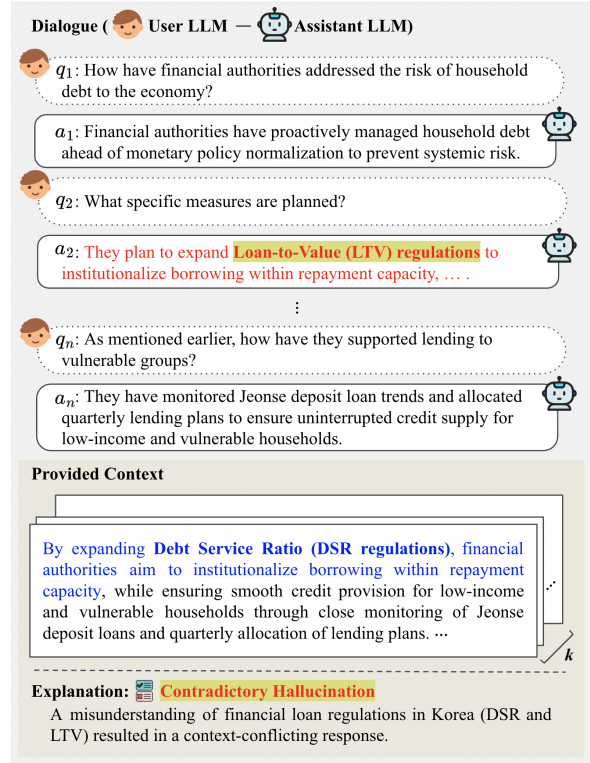 Dialogue ( User LLM — Assistant LLM)
q1: How have financial authorities addressed the risk of household
debt to the economy?
a1: Financial authorities have proactively managed household debt
ahead of monetary policy normalization to prevent systemic risk.
q2: What specific measures are planned?
a2: They plan to expand Loan-to-Value (LTV) regulations to
institutionalize borrowing within repayment capacity, … .
⋮
qn: As mentioned earlier, how have they supported lending to
vulnerable groups?
an: They have monitored Jeonse deposit loan trends and allocated
quarterly lending plans to ensure uninterrupted credit supply for
low-income and vulnerable households.
Provided Context
By expanding Debt Service Ratio (DSR regulations), financial
authorities aim to institutionalize borrowing within repayment
capacity, while ensuring smooth credit provision for low-income
and vulnerable households through close monitoring of Jeonse
deposit loans and quarterly allocation of lending plans. ⋯
k
Explanation: Contradictory Hallucination
A misunderstanding of financial loan regulations in Korea (DSR and
LTV) resulted in a context-conflicting response.